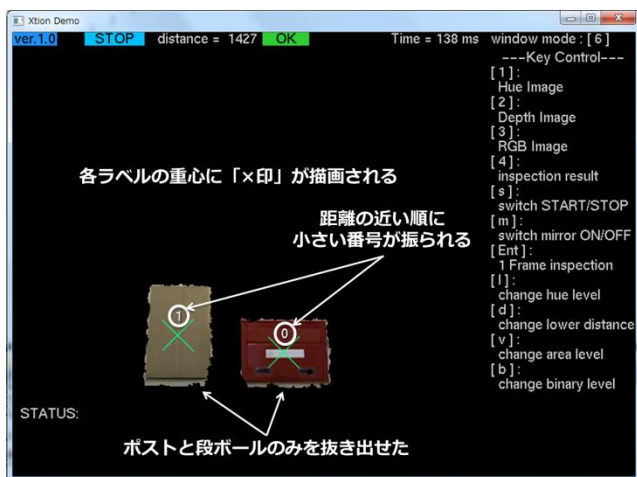 Xtion Demo
ver.1.0 STOP distance = 1427 OK Time = 138 ms window mode : [ 6 ]
---Key Control---
[ 1 ] :
Hue Image
[ 2 ] :
Depth Image
[ 3 ] :
RGB Image
[ 4 ] :
inspection result
[ s ] :
switch START/STOP
[ m ] :
switch mirror ON/OFF
[ Ent ] :
1 Frame inspection
[ l ] :
change hue level
[ d ] :
change lower distance
[ v ] :
change area level
[ b ] :
change binary level
各ラベルの重心に「×印」が描画される
距離の近い順に
小さい番号が振られる
1
0
STATUS:
ポストと段ボールのみを抜き出せた